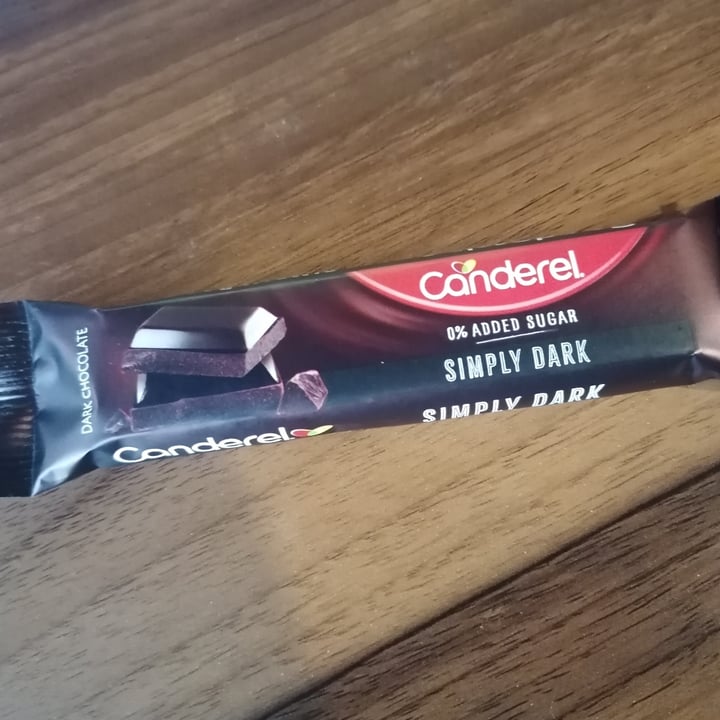 Canderel.
0% ADDED SUGAR
SIMPLY DARK
SIMPLY DARK
Canderel
DARK CHOCOLATE